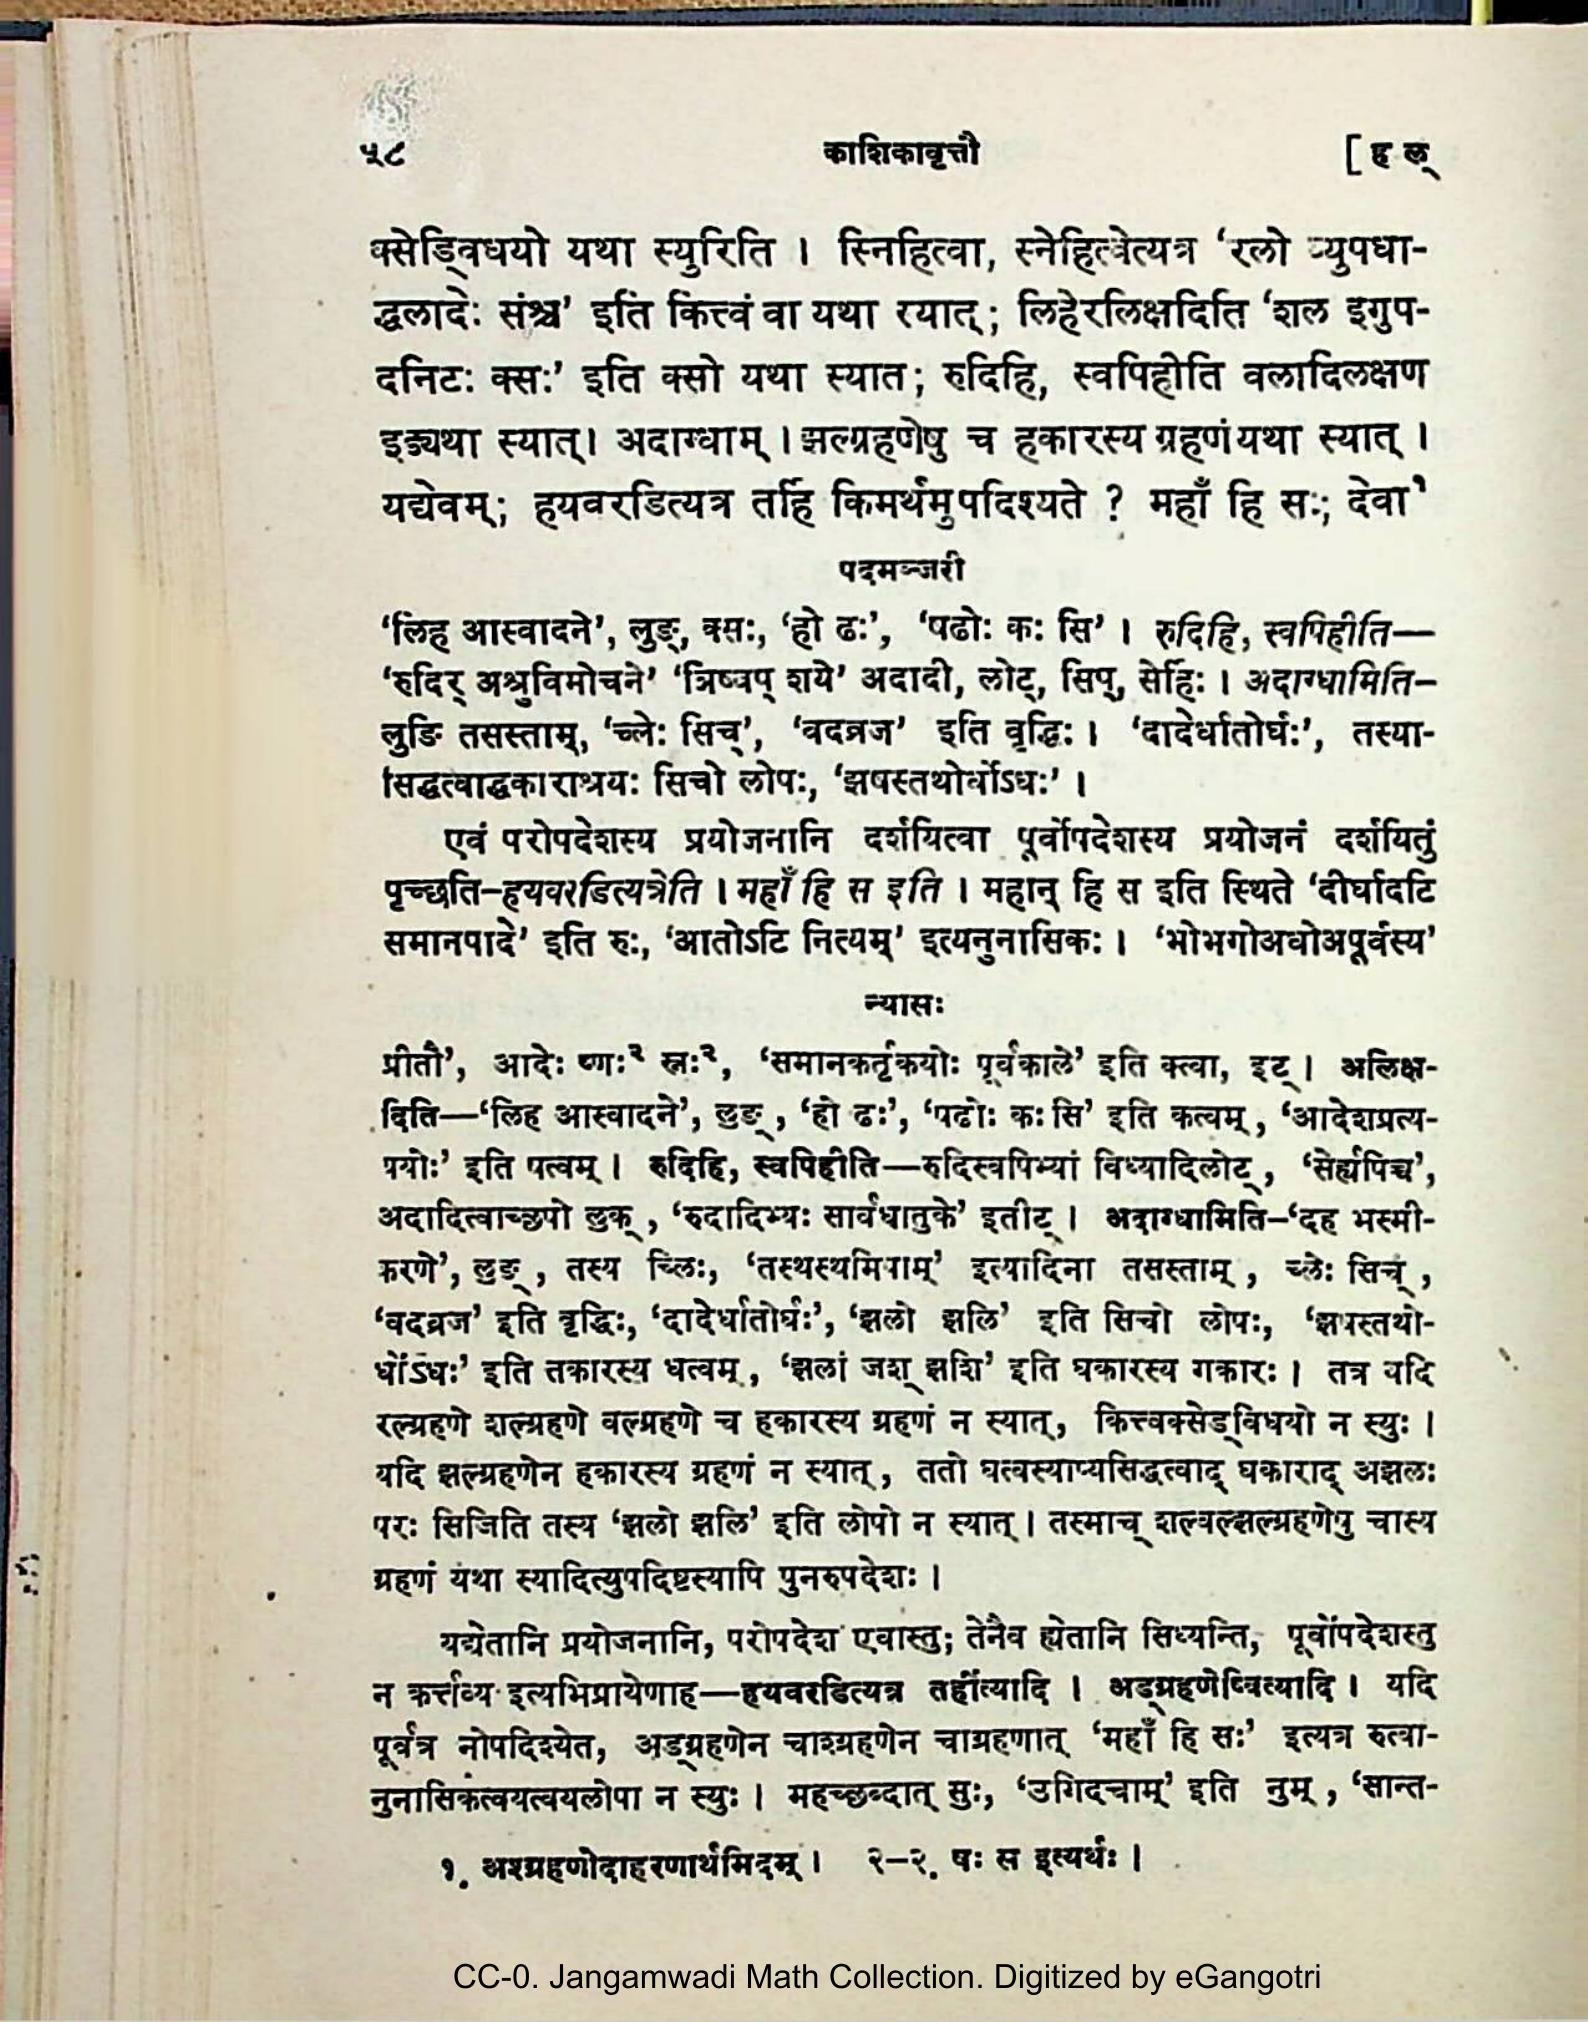 ५८ काशिकावृत्तौ [ ह ल्
क्सेड्विधयो यथा स्युरिति । स्निहित्वा, स्नेहित्वेत्यत्र ‘रलो व्युपधा-
द्धलादेः संश्च’ इति कित्त्वं वा यथा स्यात्; लिहेरलिक्षदिति ‘शल इगुप-
दनिटः क्सः’ इति क्सो यथा स्यात; रुदिहि, स्वपिहीति वलादिलक्षण
इड्यथा स्यात्। अदाग्धाम् । झल्ग्रहणेषु च हकारस्य ग्रहणं यथा स्यात् ।
यद्येवम्; हयवरडित्यत्र तर्हि किमर्थमुपदिश्यते ? महाँ हि सः; देवा१
पदमञ्जरी
‘लिह आस्वादने’, लुङ्, क्सः, ‘हो ढः’, ‘षढोः कः सि’ । रुदिहि, स्वपिहीति—
‘रुदिर् अश्रुविमोचने’ ‘ञिष्वप् शये’ अदादी, लोट्, सिप्, सेर्हिः । अदाग्धामिति–
लुङि तसस्ताम्, ‘च्लेः सिच्’, ‘वदव्रज’ इति वृद्धिः । ‘दादेर्धातोर्घः’, तस्या-
सिद्धत्वाद्धकाराश्रयः सिचो लोपः, ‘झषस्तथोर्धोऽधः’ ।
एवं परोपदेशस्य प्रयोजनानि दर्शयित्वा पूर्वोपदेशस्य प्रयोजनं दर्शयितुं
पृच्छति–हयवरडित्यत्रेति । महाँ हि स इति । महान् हि स इति स्थिते ‘दीर्घादटि
समानपादे’ इति रुः, ‘आतोऽटि नित्यम्’ इत्यनुनासिकः । ‘भोभगोअघोअपूर्वस्य’
न्यासः
प्रीतौ’, आदेः ष्णः२ स्नः२, ‘समानकर्तृकयोः पूर्वकाले’ इति क्त्वा, इट् । अलिक्ष-
दिति—‘लिह आस्वादने’, लुङ् , ‘हो ढः’, ‘षढोः कः सि’ इति कत्वम् , ‘आदेशप्रत्य-
ययोः’ इति षत्वम् । रुदिहि, स्वपिहीति—रुदिस्वपिभ्यां विध्यादिलोट् , ‘सेर्ह्यपिच्च’,
अदादित्वाच्छपो लुक् , ‘रुदादिभ्यः सार्वधातुके’ इतीट् । अदाग्धामिति–‘दह भस्मी-
करणे’, लुङ् , तस्य च्लिः, ‘तस्थस्थमिपाम्’ इत्यादिना तसस्ताम् , च्लेः सिच् ,
‘वदव्रज’ इति वृद्धिः, ‘दादेर्धातोर्घः’, ‘झलो झलि’ इति सिचो लोपः, ‘झषस्तथो-
र्धोऽधः’ इति तकारस्य धत्वम् , ‘झलां जश् झशि’ इति घकारस्य गकारः । तत्र यदि
रल्ग्रहणे शल्ग्रहणे वल्ग्रहणे च हकारस्य ग्रहणं न स्यात्, कित्त्वक्सेड्विधयो न स्युः ।
यदि झल्ग्रहणेन हकारस्य ग्रहणं न स्यात् , ततो घत्वस्याप्यसिद्धत्वाद् घकाराद् अझलः
परः सिजिति तस्य ‘झलो झलि’ इति लोपो न स्यात् । तस्माच् शल्वल्झल्ग्रहणेषु चास्य
ग्रहणं यथा स्यादित्युपदिष्टस्यापि पुनरुपदेशः ।
यद्येतानि प्रयोजनानि, परोपदेश एवास्तु; तेनैव ह्येतानि सिध्यन्ति, पूर्वोपदेशस्तु
न कर्त्तव्य इत्यभिप्रायेणाह—हयवरडित्यत्र तर्हीत्यादि । अड्ग्रहणेष्वित्यादि । यदि
पूर्वत्र नोपदिश्येत, अड्ग्रहणेन चाश्ग्रहणेन चाग्रहणात् ‘महाँ हि सः’ इत्यत्र रुत्वा-
नुनासिकत्वयत्वयलोपा न स्युः । महच्छब्दात् सुः, ‘उगिदचाम्’ इति नुम् , ‘सान्त-
१. अश्ग्रहणोदाहरणार्थमिदम् । २–२. षः स इत्यर्थः ।
CC-0. Jangamwadi Math Collection. Digitized by eGangotri